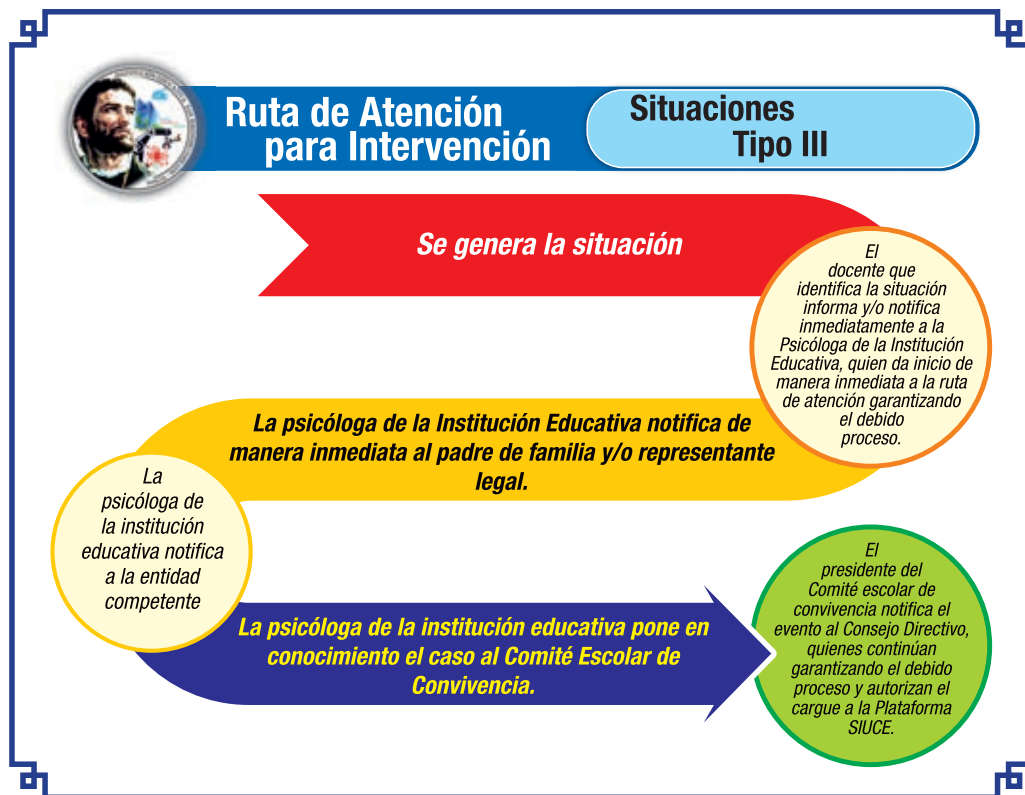 Ruta de Atención
para Intervención
Situaciones
Tipo III
Se genera la situación
El
docente que
identifica la situación
informa y/o notifica
inmediatamente a la
Psicóloga de la Institución
Educativa, quien da inicio de
manera inmediata a la ruta
de atención garantizando
el debido
proceso.
La psicóloga de la Institución Educativa notifica de
manera inmediata al padre de familia y/o representante
legal.
La
psicóloga de
la institución
educativa notifica
a la entidad
competente
La psicóloga de la institución educativa pone en
conocimiento el caso al Comité Escolar de
Convivencia.
El
presidente del
Comité escolar de
convivencia notifica el
evento al Consejo Directivo,
quienes continúan
garantizando el debido
proceso y autorizan el
cargue a la Plataforma
SIUCE.